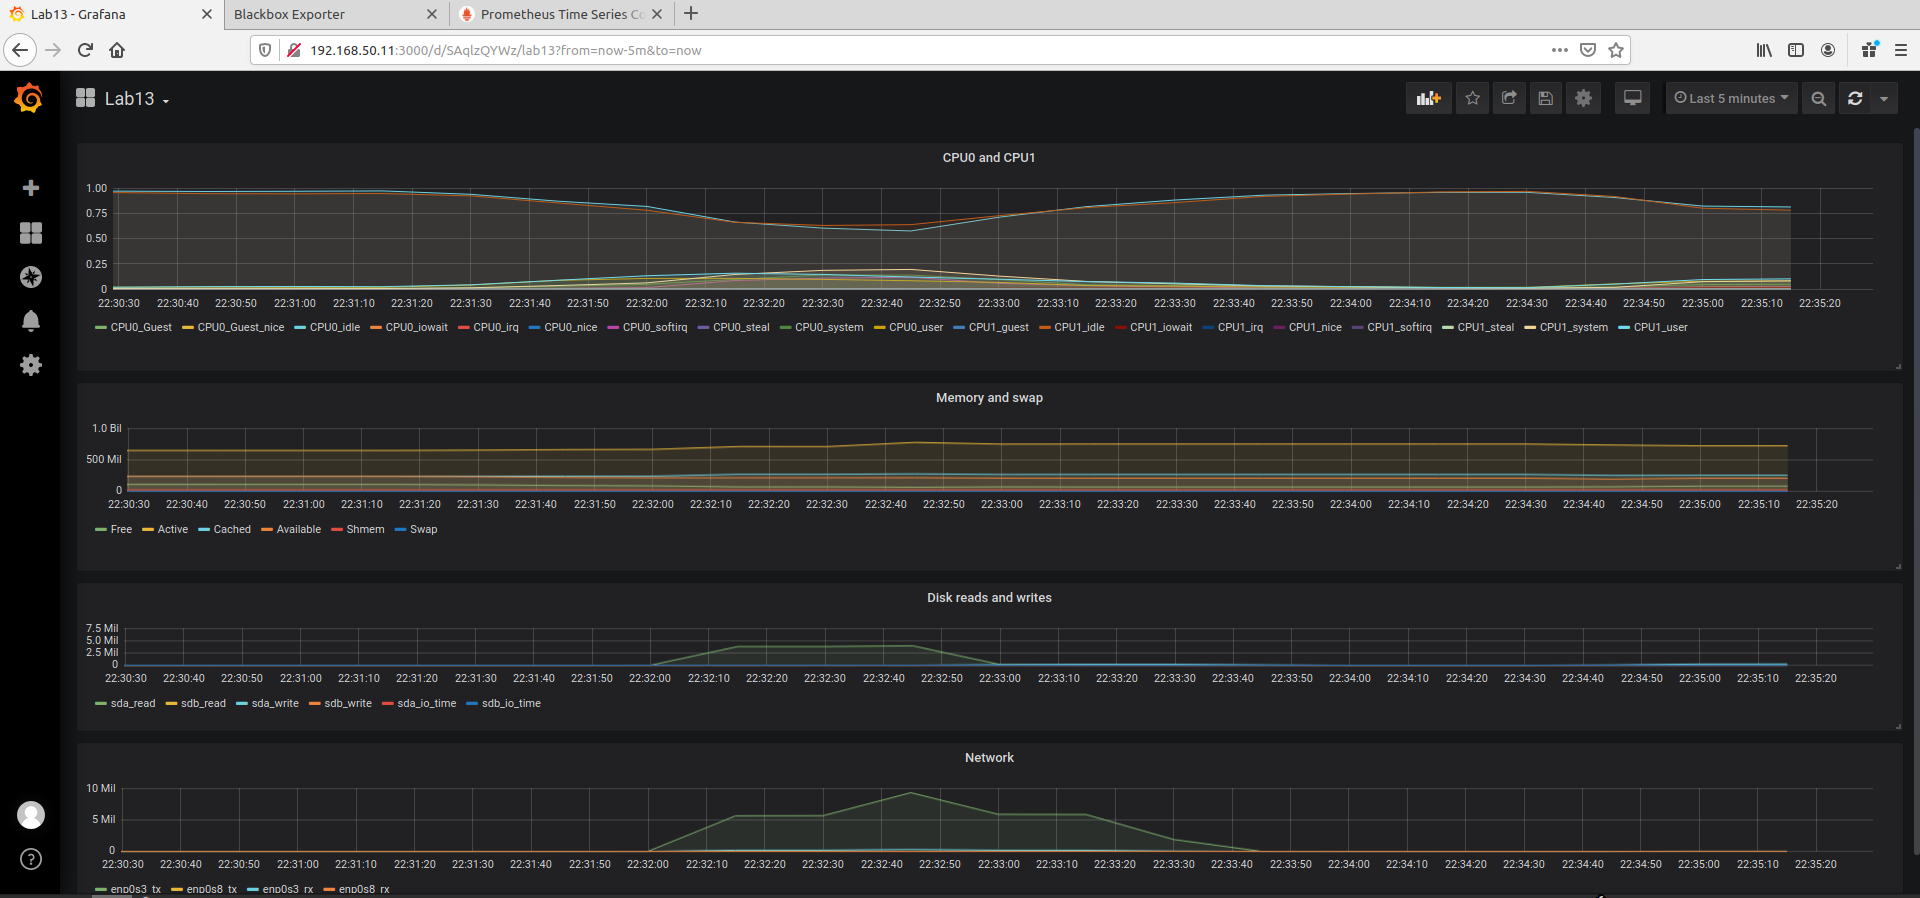 Lab13 - Grafana
Blackbox Exporter
Prometheus Time Series Co
192.168.50.11:3000/d/SAqlzQYWz/lab13?from=now-5m&to=now
Lab13
Last 5 minutes
CPU0 and CPU1
1.00
0.75
0.50
0.25
0
22:30:30 22:30:40 22:30:50 22:31:00 22:31:10 22:31:20 22:31:30 22:31:40 22:31:50 22:32:00 22:32:10 22:32:20 22:32:30 22:32:40 22:32:50 22:33:00 22:33:10 22:33:20 22:33:30 22:33:40 22:33:50 22:34:00 22:34:10 22:34:20 22:34:30 22:34:40 22:34:50 22:35:00 22:35:10 22:35:20
CPU0_Guest CPU0_Guest_nice CPU0_idle CPU0_iowait CPU0_irq CPU0_nice CPU0_softirq CPU0_steal CPU0_system CPU0_user CPU1_guest CPU1_idle CPU1_iowait CPU1_irq CPU1_nice CPU1_softirq CPU1_steal CPU1_system CPU1_user
Memory and swap
1.0 Bil
500 Mil
0
22:30:30 22:30:40 22:30:50 22:31:00 22:31:10 22:31:20 22:31:30 22:31:40 22:31:50 22:32:00 22:32:10 22:32:20 22:32:30 22:32:40 22:32:50 22:33:00 22:33:10 22:33:20 22:33:30 22:33:40 22:33:50 22:34:00 22:34:10 22:34:20 22:34:30 22:34:40 22:34:50 22:35:00 22:35:10 22:35:20
Free Active Cached Available Shmem Swap
Disk reads and writes
7.5 Mil
5.0 Mil
2.5 Mil
0
22:30:30 22:30:40 22:30:50 22:31:00 22:31:10 22:31:20 22:31:30 22:31:40 22:31:50 22:32:00 22:32:10 22:32:20 22:32:30 22:32:40 22:32:50 22:33:00 22:33:10 22:33:20 22:33:30 22:33:40 22:33:50 22:34:00 22:34:10 22:34:20 22:34:30 22:34:40 22:34:50 22:35:00 22:35:10 22:35:20
sda_read sdb_read sda_write sdb_write sda_io_time sdb_io_time
Network
10 Mil
5 Mil
0
22:30:30 22:30:40 22:30:50 22:31:00 22:31:10 22:31:20 22:31:30 22:31:40 22:31:50 22:32:00 22:32:10 22:32:20 22:32:30 22:32:40 22:32:50 22:33:00 22:33:10 22:33:20 22:33:30 22:33:40 22:33:50 22:34:00 22:34:10 22:34:20 22:34:30 22:34:40 22:34:50 22:35:00 22:35:10 22:35:20
enp0s3_tx enp0s8_tx enp0s3_rx enp0s8_rx